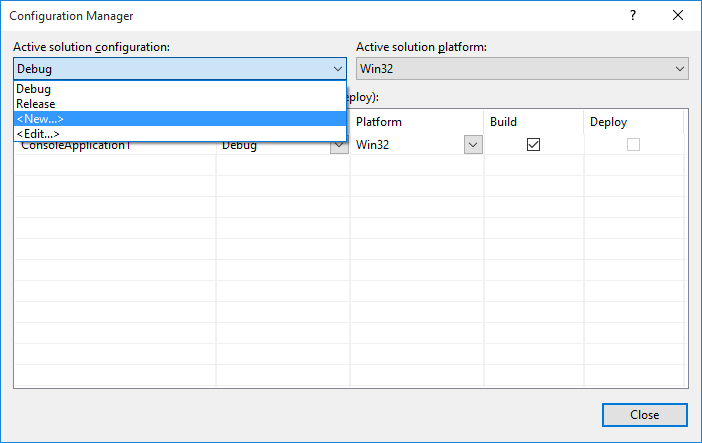 Configuration Manager
?
Active solution configuration: Active solution platform:
Debug Win32
Debug
Release
<New...>
<Edit...>
eploy):
Platform Build Deploy
ConsoleApplication1 Debug Win32
Close